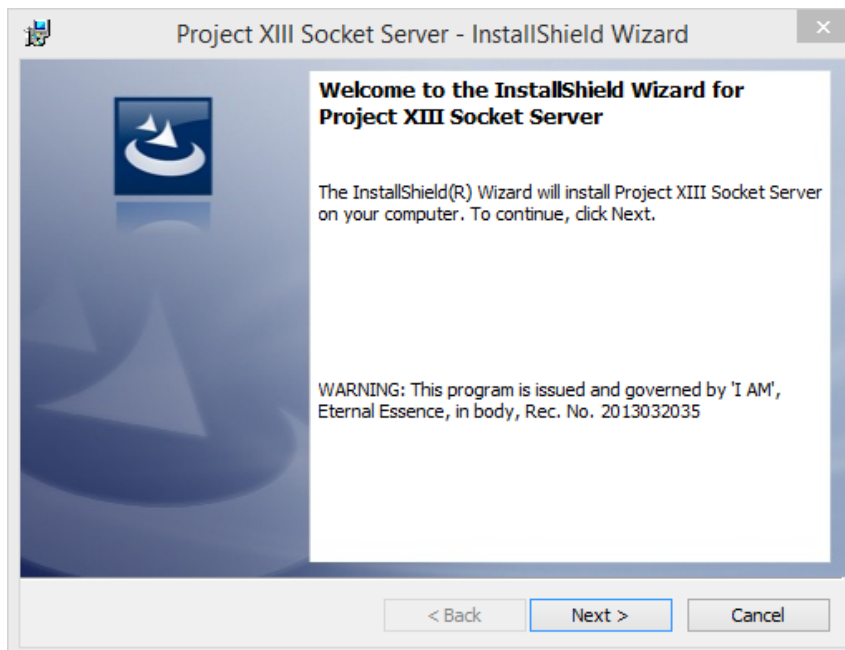 Project XIII Socket Server - InstallShield Wizard
Welcome to the InstallShield Wizard for
Project XIII Socket Server
The InstallShield(R) Wizard will install Project XIII Socket Server
on your computer. To continue, click Next.
WARNING: This program is issued and governed by 'I AM',
Eternal Essence, in body, Rec. No. 2013032035
< Back Next > Cancel